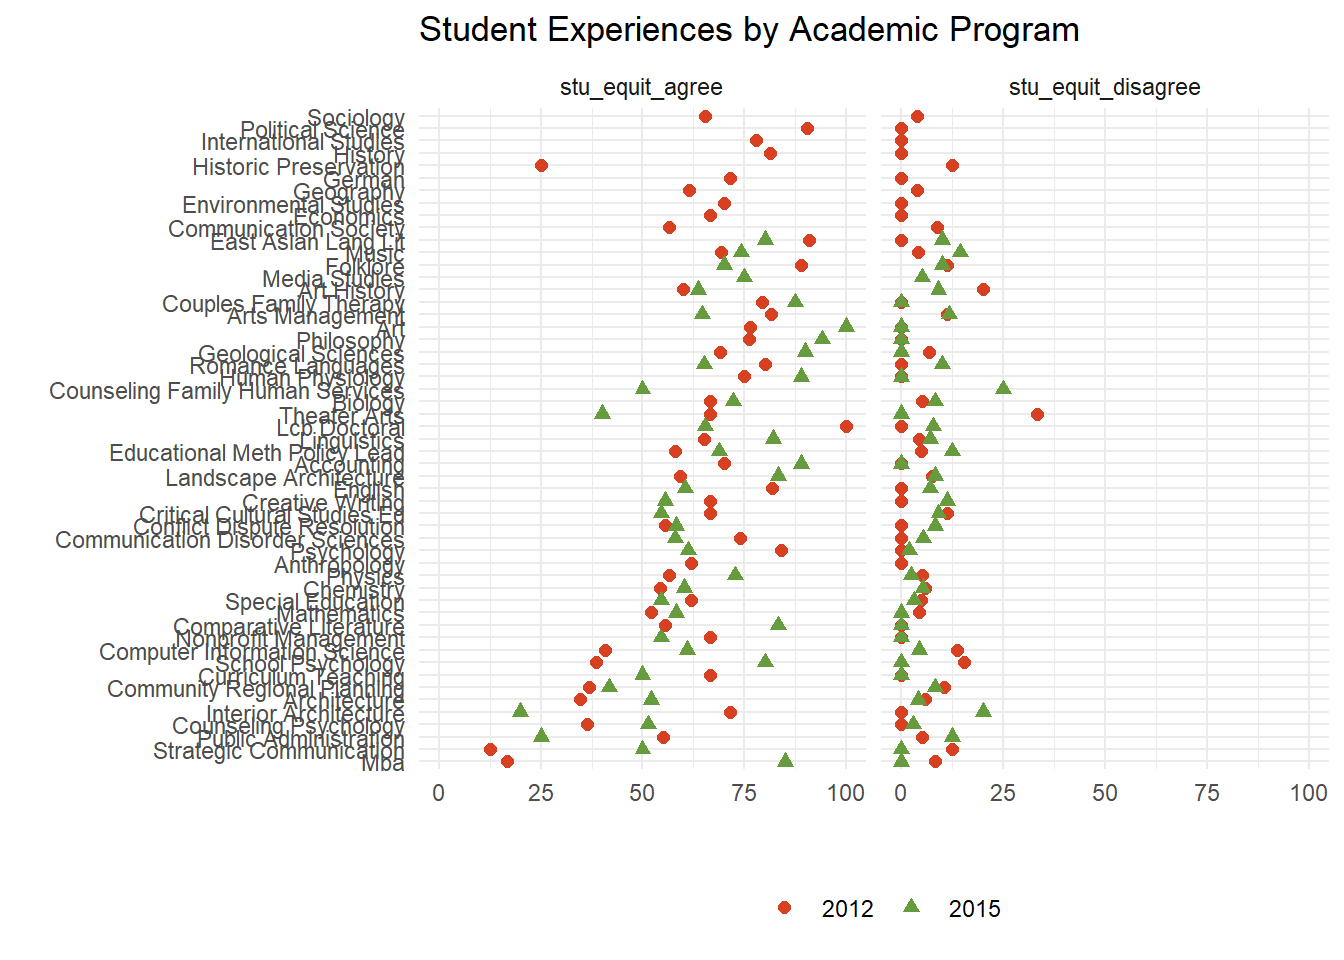 Student Experiences by Academic Program
stu_equit_agree
stu_equit_disagree
Sociology
Political Science
International Studies
History
Historic Preservation
German
Geography
Environmental Studies
Economics
Communication Society
East Asian Lang Lit
Music
Folklore
Media Studies
Art History
Couples Family Therapy
Arts Management
Art
Philosophy
Geological Sciences
Romance Languages
Human Physiology
Counseling Family Human Services
Biology
Theater Arts
Lcb Doctoral
Linguistics
Educational Meth Policy Lead
Accounting
Landscape Architecture
English
Creative Writing
Critical Cultural Studies Ed
Conflict Dispute Resolution
Communication Disorder Sciences
Psychology
Anthropology
Physics
Chemistry
Special Education
Mathematics
Comparative Literature
Nonprofit Management
Computer Information Science
School Psychology
Curriculum Teaching
Community Regional Planning
Architecture
Interior Architecture
Counseling Psychology
Public Administration
Strategic Communication
Mba
0 25 50 75 100
0 25 50 75 100
2012
2015